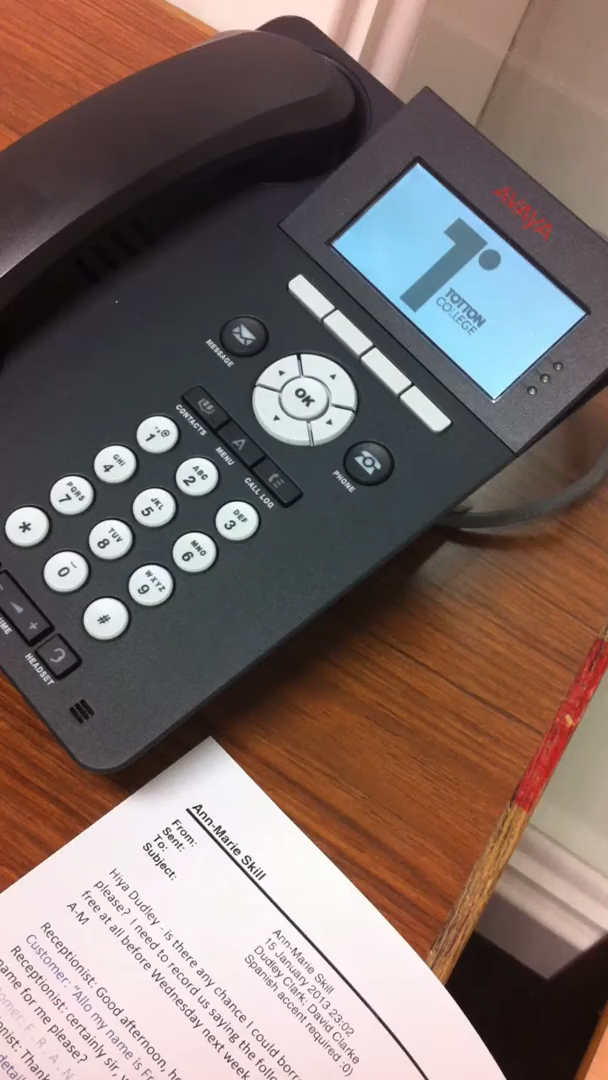 AVAYA
TOTTON
COLLEGE
MESSAGE
OK
PHONE
CONTACTS
MENU
CALL LOG
1 .,@
2 ABC
3 DEF
4 GHI
5 JKL
6 MNO
7 PQRS
8 TUV
9 WXYZ
*
0
#
HEADSET
Ann-Marie Skill
From: Ann-Marie Skill
Sent: 15 January 2013 23:02
To: Dudley Clark; David Clarke
Subject: Spanish accent required :0)
Hiya Dudley - is there any chance I could
please? I need to record us saying the
free at all before Wednesday next week
A-M
Receptionist: Good afternoon,
Customer: "Allo my name is
Receptionist: certainly sir,
name for me please?
F. R. A. N.